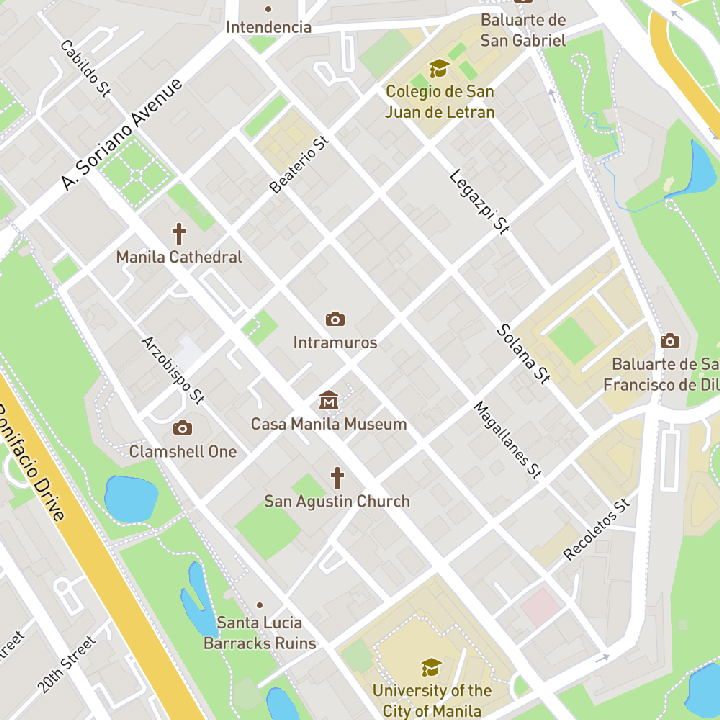 Intendencia
Baluarte de
San Gabriel
Cabildo St
Colegio de San
Juan de Letran
A. Soriano Avenue
Beaterio St
Legazpi St
Manila Cathedral
Intramuros
Solana St
Arzobispo St
Baluarte de Sa
Francisco de Dil
Casa Manila Museum
Magallanes St
Clamshell One
Bonifacio Drive
San Agustin Church
Recoletos St
Santa Lucia
Barracks Ruins
reet
20th Street
University of the
City of Manila